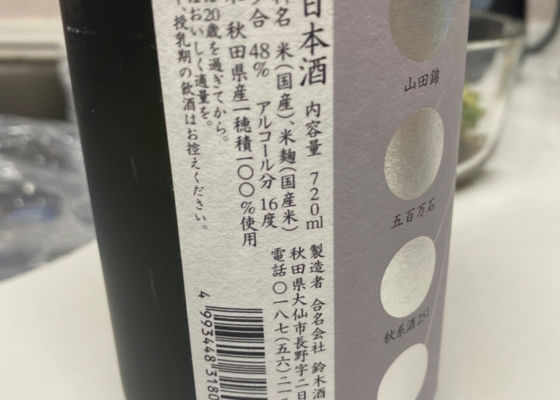 日本酒 内容量 720ml
米(国産)、米麹(国産米)
合 48% アルコール分 16度
秋田県産一穂積一〇〇%使用
20歳を過ぎてから。
はおいしく適量を。
授乳期の飲酒はお控えください。
製造者 合名会社 鈴木酒
秋田県大仙市長野字二日
電話〇一八七(五六)二一
4 993448 3180
山田錦
五百万石
秋系酒251